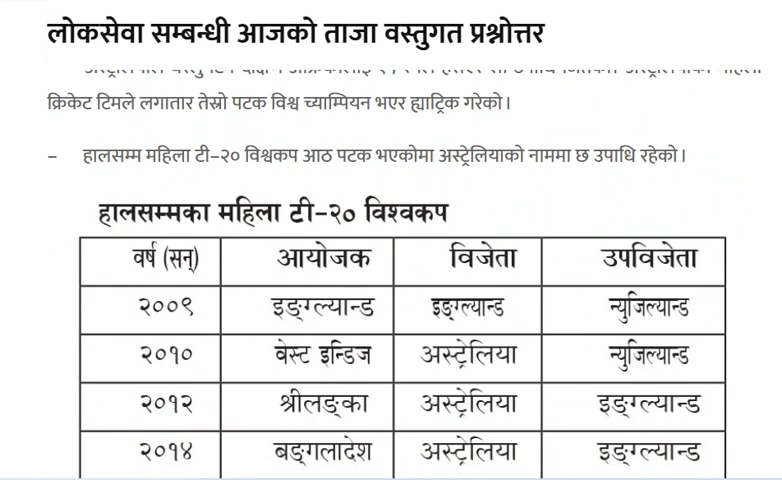 लोकसेवा सम्बन्धी आजको ताजा वस्तुगत प्रश्नोत्तर
क्रिकेट टिमले लगातार तेस्रो पटक विश्व च्याम्पियन भएर ह्याट्रिक गरेको।
– हालसम्म महिला टी–२० विश्वकप आठ पटक भएकोमा अस्ट्रेलियाको नाममा छ उपाधि रहेको।
हालसम्मका महिला टी–२० विश्वकप
वर्ष (सन्) आयोजक विजेता उपविजेता
२००९ इङ्ग्ल्यान्ड इङ्ग्ल्यान्ड न्युजिल्यान्ड
२०१० वेस्ट इन्डिज अस्ट्रेलिया न्युजिल्यान्ड
२०१२ श्रीलङ्का अस्ट्रेलिया इङ्ग्ल्यान्ड
२०१४ बङ्गलादेश अस्ट्रेलिया इङ्ग्ल्यान्ड